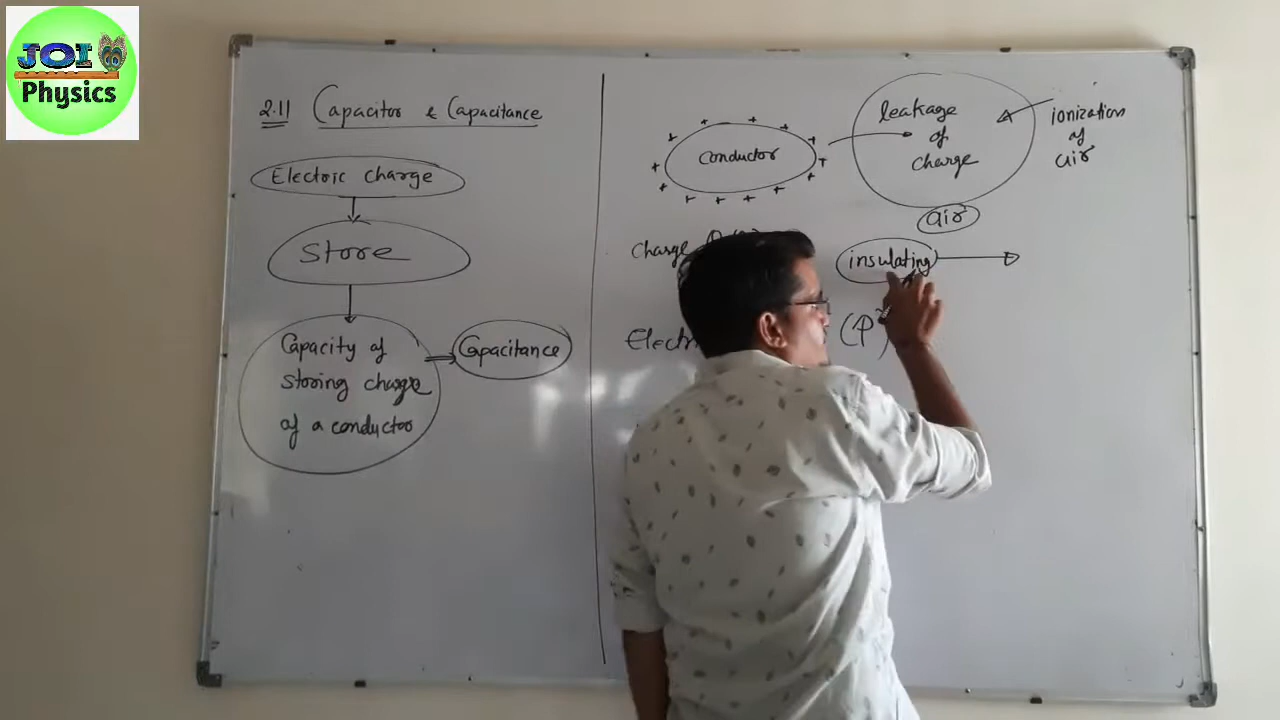 JOI
Physics
2.11 Capacitor & Capacitance
Electric charge
Store
Capacity of
storing charge
of a conductor
Capacitance
Conductor
leakage
of
charge
ionization
of
air
air
Charge
insulating